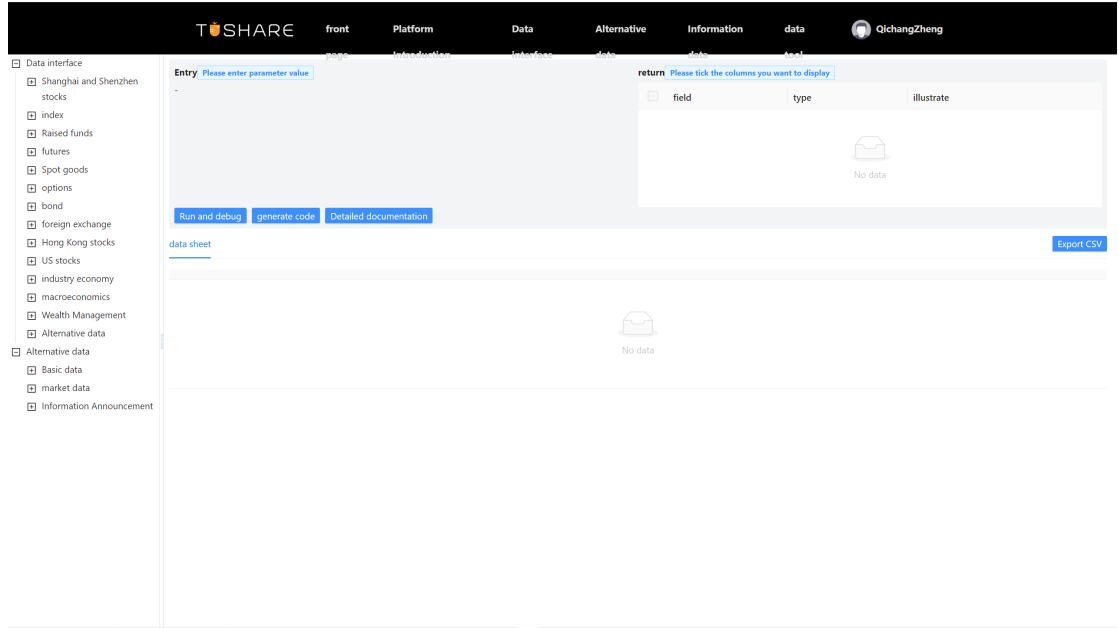 TUSHARE
front
Platform
Data
Alternative
Information
data
QichangZheng
page
Introduction
interface
data
data
tool
Data interface
Shanghai and Shenzhen
stocks
index
Raised funds
futures
Spot goods
options
bond
foreign exchange
Hong Kong stocks
US stocks
industry economy
macroeconomics
Wealth Management
Alternative data
Alternative data
Basic data
market data
Information Announcement
Entry Please enter parameter value
-
Run and debug generate code Detailed documentation
return Please tick the columns you want to display
field type illustrate
No data
data sheet
Export CSV
No data